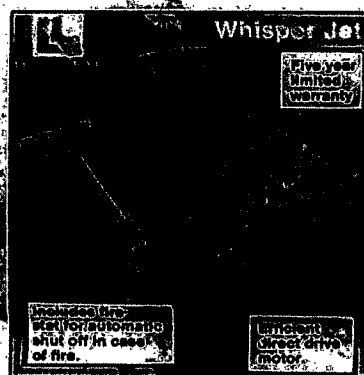 Whisper Jet
Five year
limited
warranty
Includes fire-
stat for automatic
shut off in case
of fire.
Efficient
direct drive
motor.